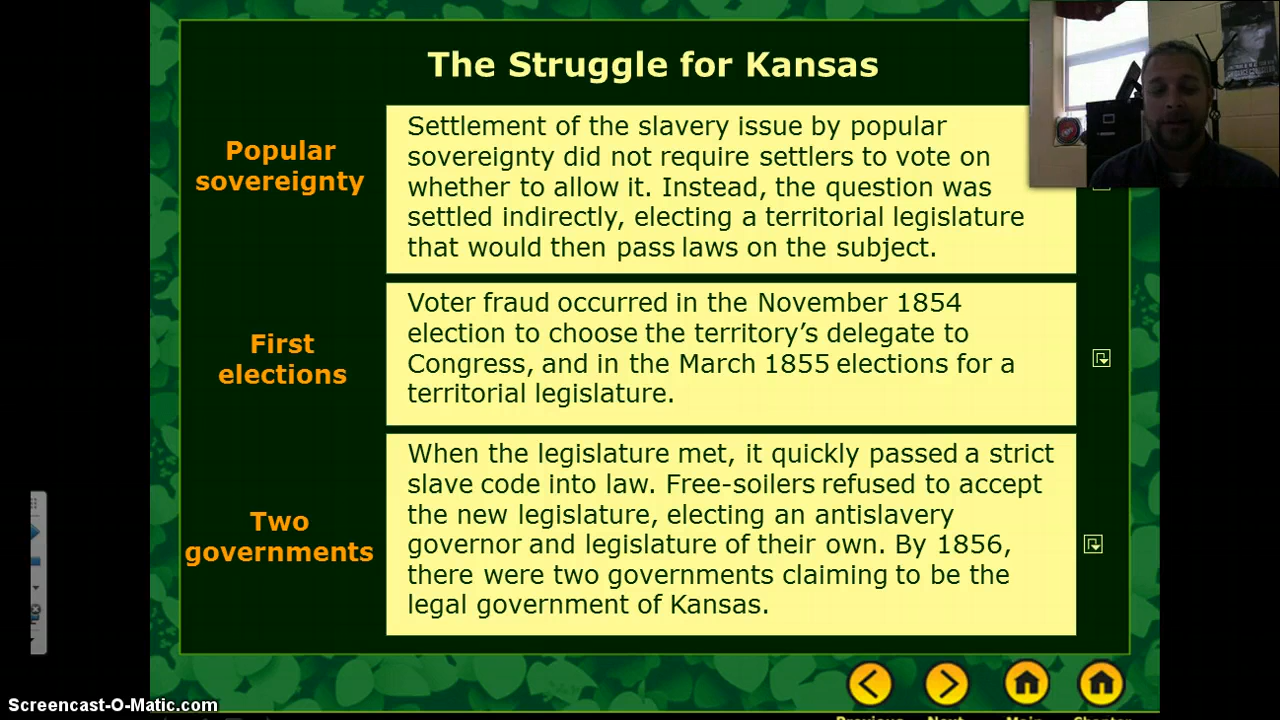 The Struggle for Kansas
Popular
sovereignty
Settlement of the slavery issue by popular
sovereignty did not require settlers to vote on
whether to allow it. Instead, the question was
settled indirectly, electing a territorial legislature
that would then pass laws on the subject.
First
elections
Voter fraud occurred in the November 1854
election to choose the territory’s delegate to
Congress, and in the March 1855 elections for a
territorial legislature.
Two
governments
When the legislature met, it quickly passed a strict
slave code into law. Free-soilers refused to accept
the new legislature, electing an antislavery
governor and legislature of their own. By 1856,
there were two governments claiming to be the
legal government of Kansas.
Previous Next Main Chapter
Screencast-O-Matic.com